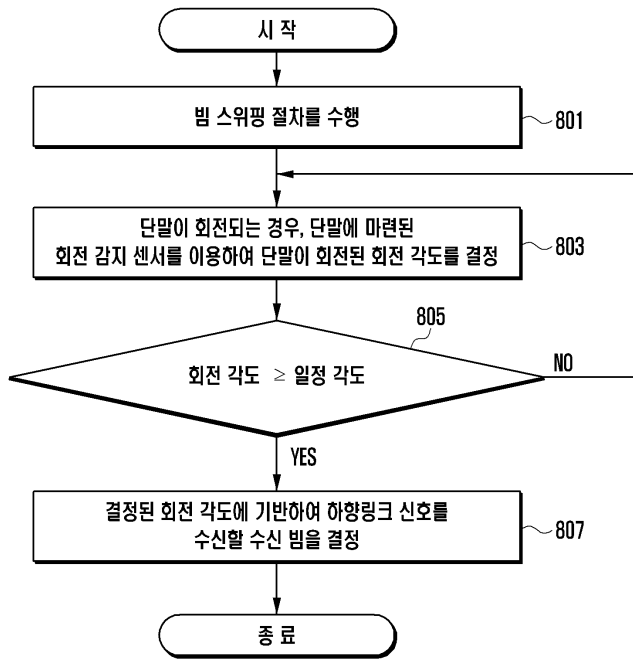 시 작
빔 스위핑 절차를 수행
801
단말이 회전되는 경우, 단말에 마련된
회전 감지 센서를 이용하여 단말이 회전된 회전 각도를 결정
803
805
회전 각도 ≥ 일정 각도
NO
YES
결정된 회전 각도에 기반하여 하향링크 신호를
수신할 수신 빔을 결정
807
종 료